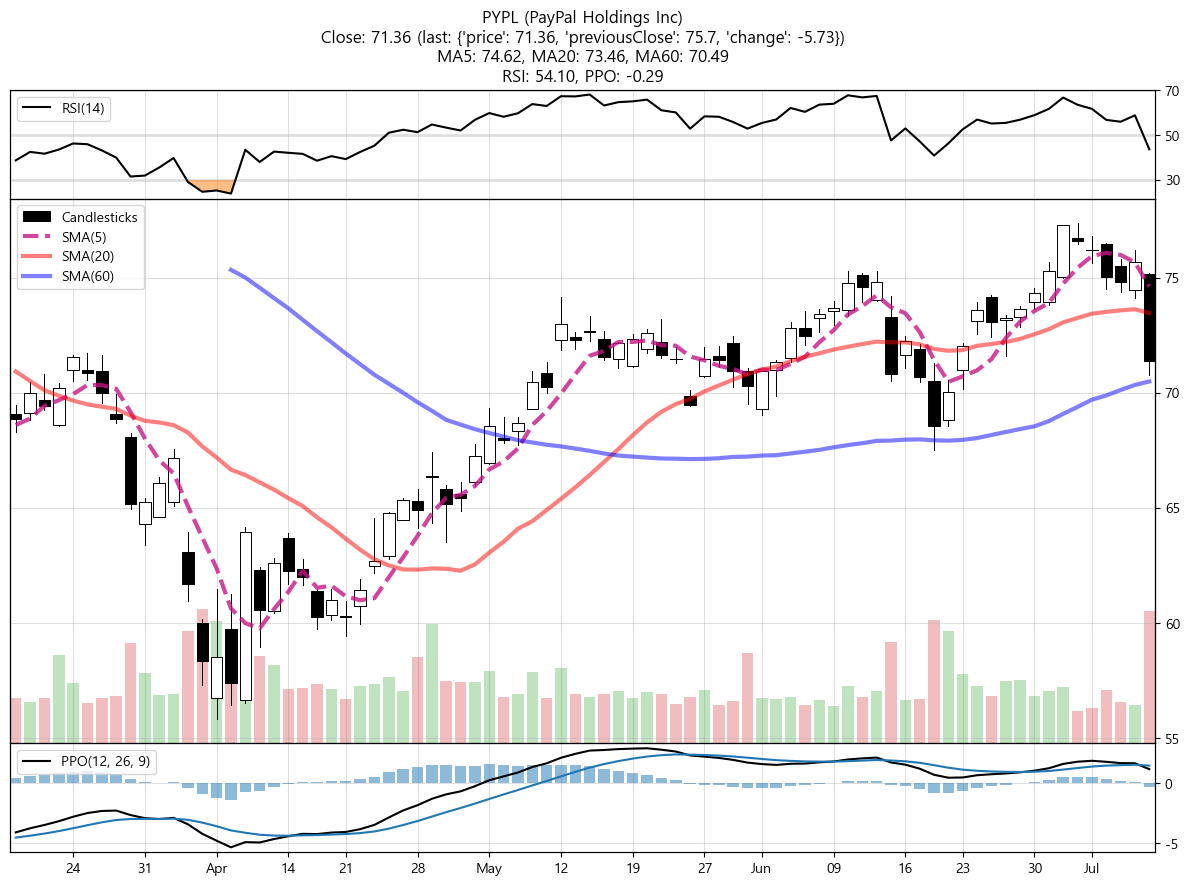 PYPL (PayPal Holdings Inc)
Close: 71.36 (last: {'price': 71.36, 'previousClose': 75.7, 'change': -5.73})
MA5: 74.62, MA20: 73.46, MA60: 70.49
RSI: 54.10, PPO: -0.29
RSI(14)
70
50
30
Candlesticks
SMA(5)
SMA(20)
SMA(60)
75
70
65
60
55
PPO(12, 26, 9)
0
-5
24 31 Apr 14 21 28 May 12 19 27 Jun 09 16 23 30 Jul